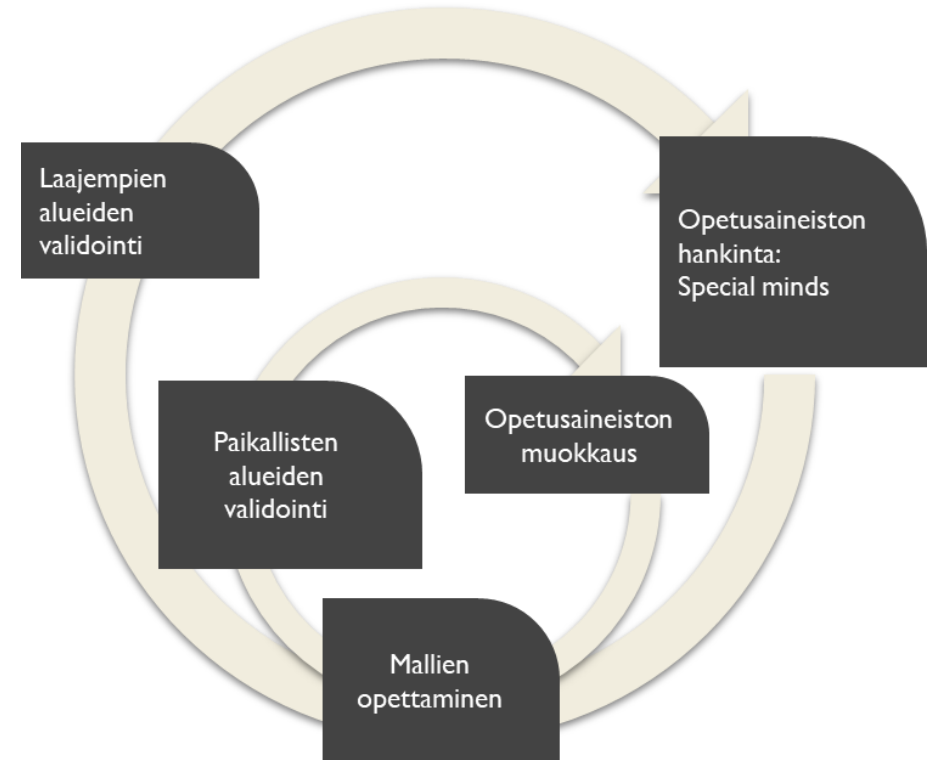 Laajempien
alueiden
validointi
Opetusaineiston
hankinta:
Special minds
Paikallisten
alueiden
validointi
Opetusaineiston
muokkaus
Mallien
opettaminen